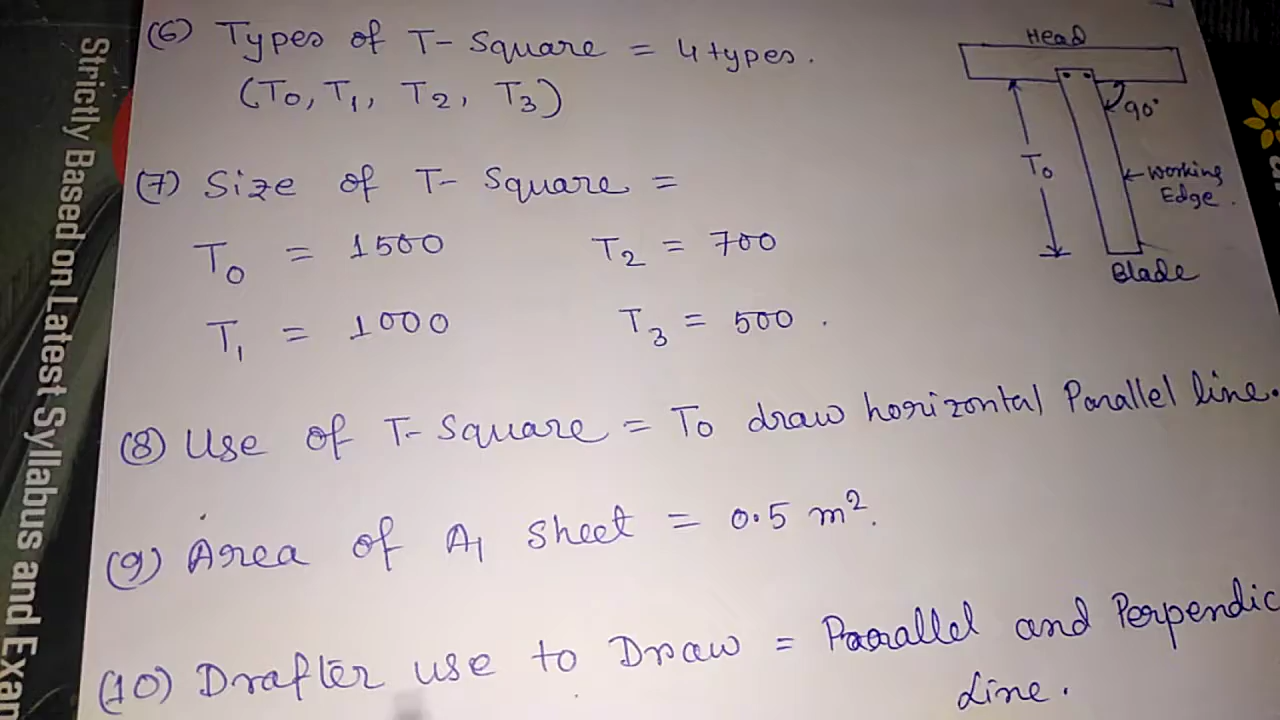 Strictly Based on Latest Syllabus and Exam
(6) Types of T-Square = 4 types.
(T0, T1, T2, T3)
(7) Size of T-Square =
T0 = 1500 T2 = 700
T1 = 1000 T3 = 500 .
(8) Use of T-Square = To draw horizontal Parallel line.
(9) Area of A1 Sheet = 0.5 m².
(10) Drafter use to Draw = Parallel and Perpendic
Line.
Head
90°
T0
Working
Edge.
Blade